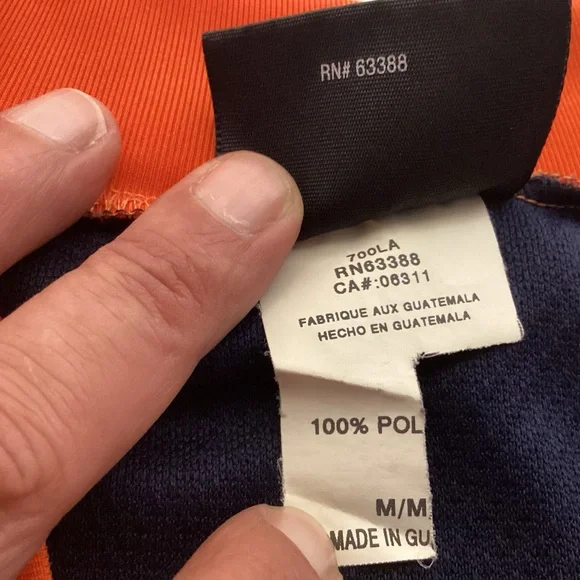 RN# 63388
700LA
RN63388
CA#:06311
FABRIQUE AUX GUATEMALA
HECHO EN GUATEMALA
100% POL
M/M
MADE IN GU